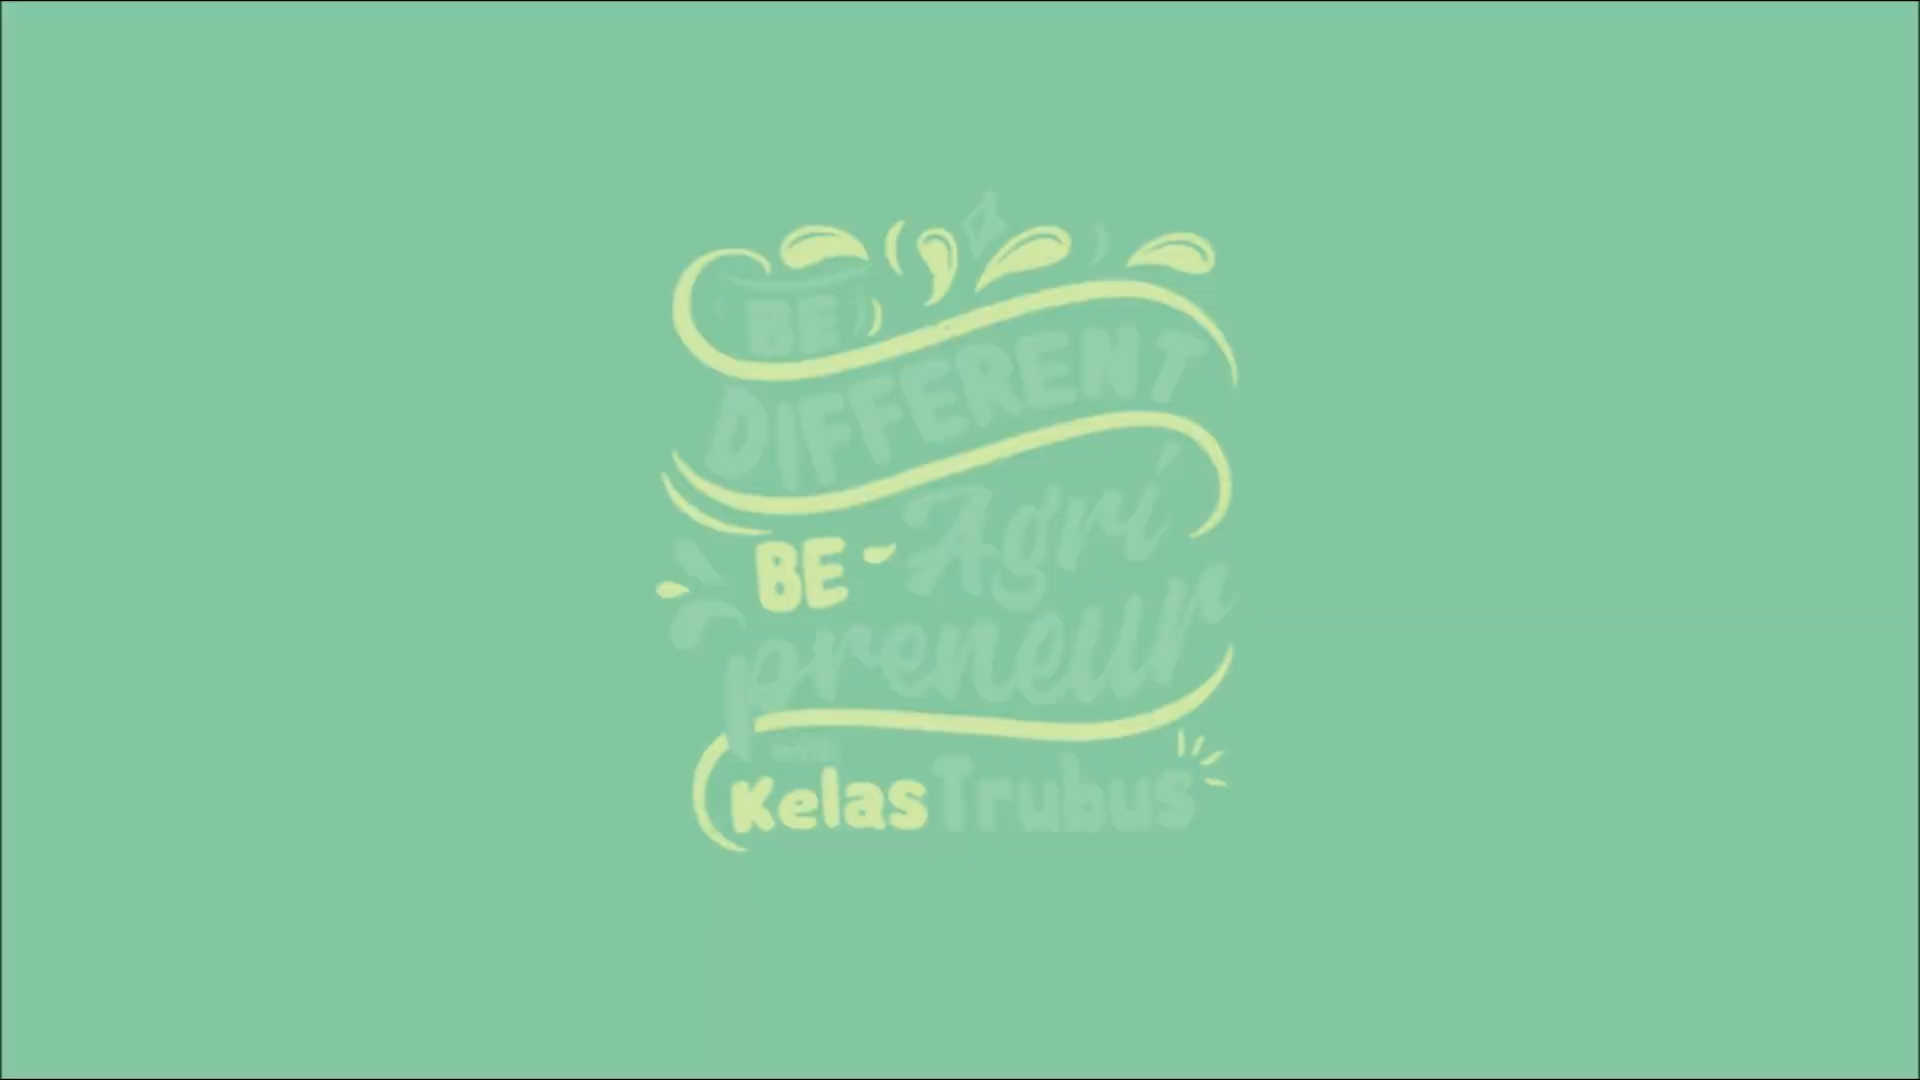 BE
DIFFERENT
BE - Agri
preneur
with
Kelas Trubus